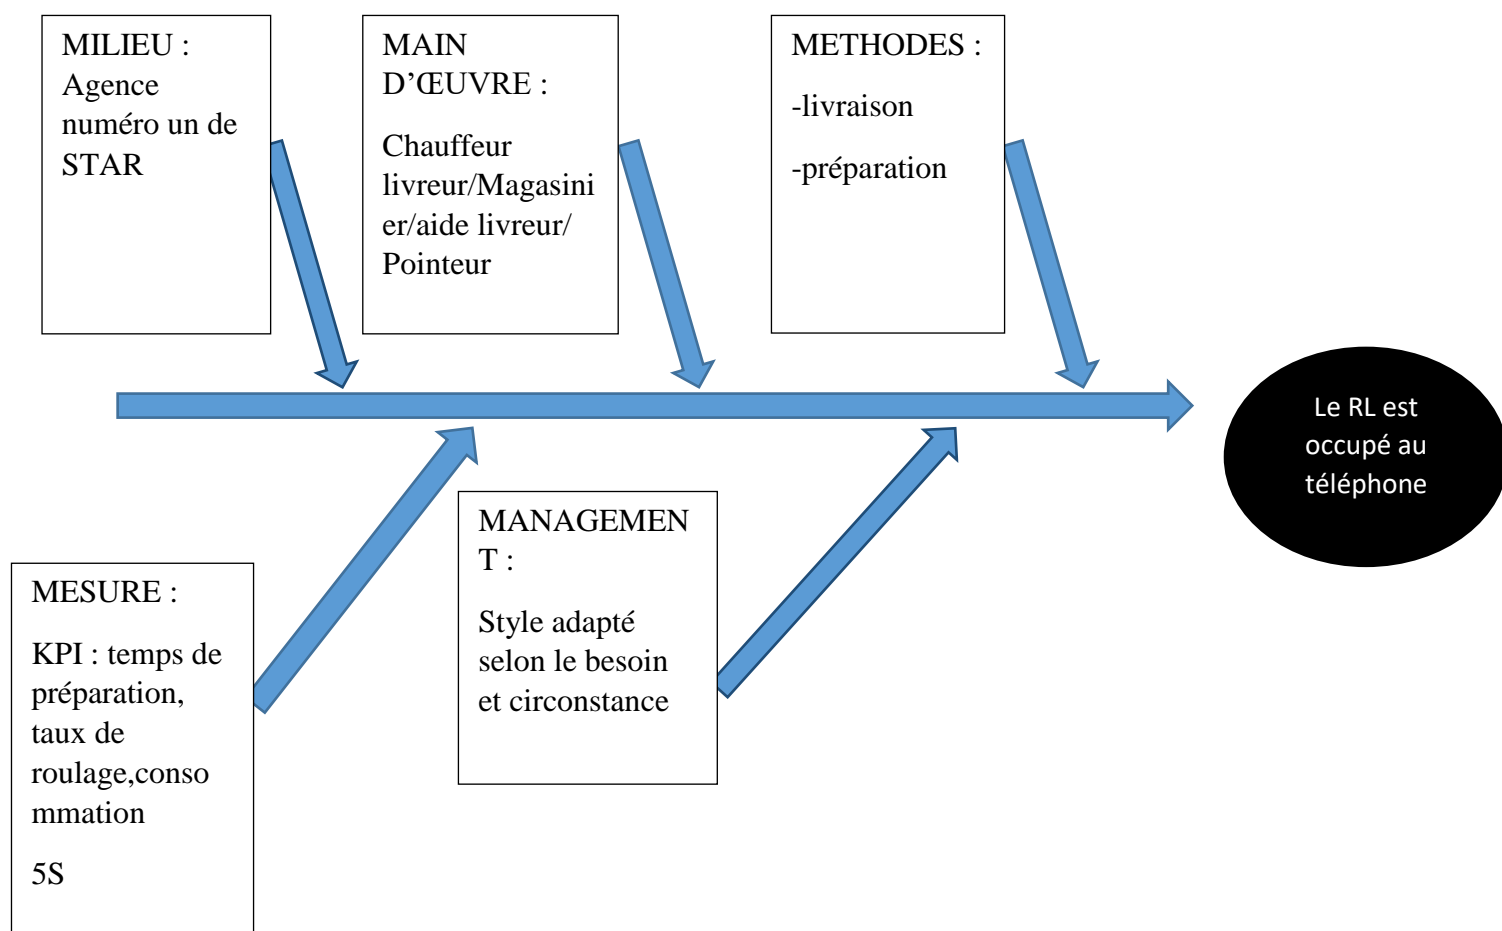 MILIEU :
Agence
numéro un de
STAR
MAIN
D’ŒUVRE :
Chauffeur
livreur/Magasini
er/aide livreur/
Pointeur
METHODES :
-livraison
-préparation
Le RL est
occupé au
téléphone
MESURE :
KPI : temps de
préparation,
taux de
roulage,conso
mmation
5S
MANAGEMEN
T :
Style adapté
selon le besoin
et circonstance